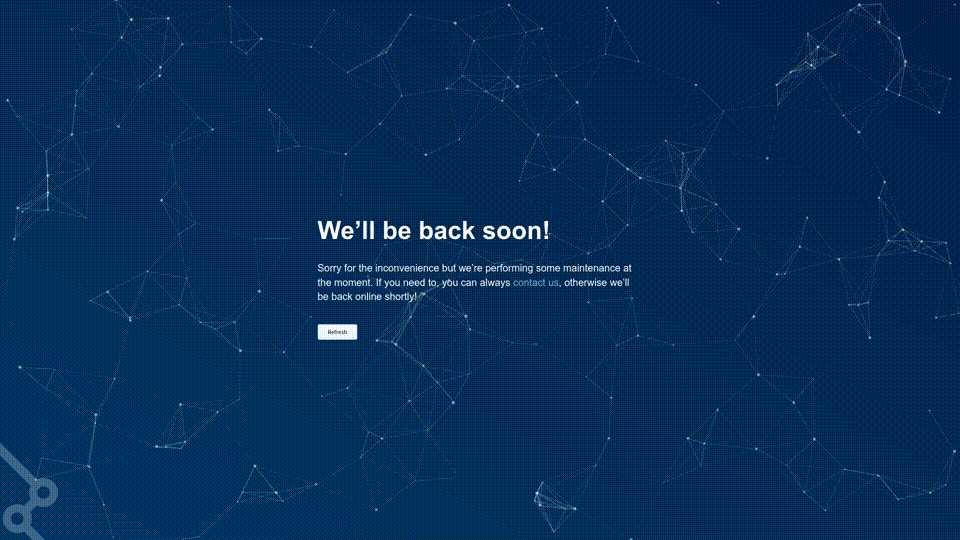 We’ll be back soon!
Sorry for the inconvenience but we’re performing some maintenance at
the moment. If you need to, you can always contact us, otherwise we’ll
be back online shortly!
Refresh